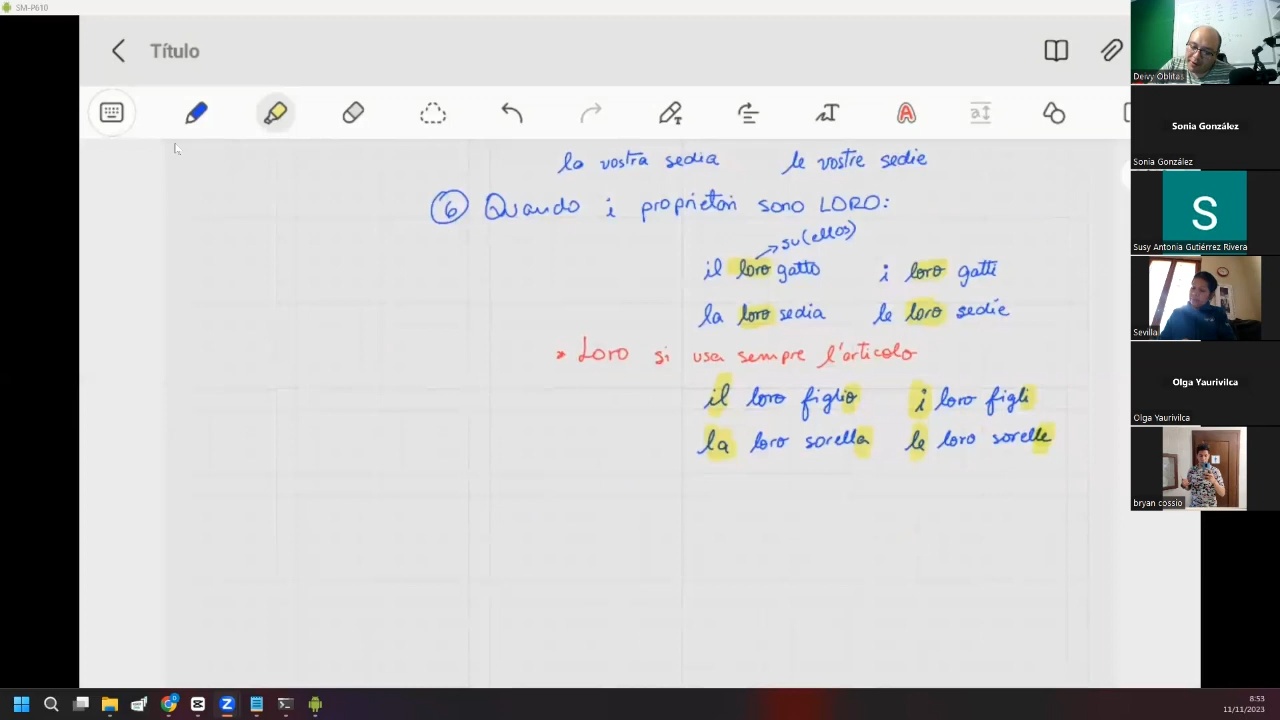 SM-P610
Título
la vostra sedia le vostre sedie
6 Quando i proprietari sono LORO:
su (ellos)
il loro gatto i loro gatti
la loro sedia le loro sedie
* Loro si usa sempre l'articolo
il loro figlio i loro figli
la loro sorella le loro sorelle
Deivy Oblitas
Sonia González
Sonia González
S
Susy Antonia Gutiérrez Rivera
Sevilla
Olga Yaurivilca
Olga Yaurivilca
bryan cossio
8:53
11/11/2023